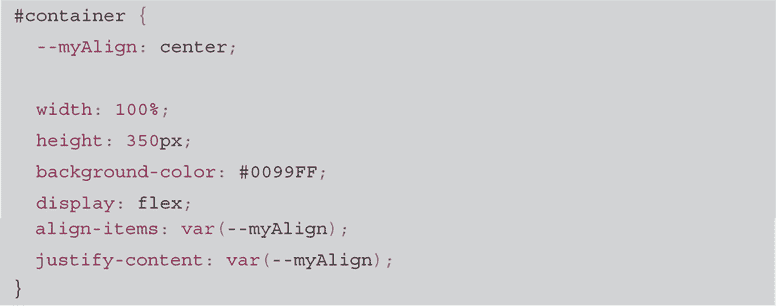 #container {
--myAlign: center;
width: 100%;
height: 350px;
background-color: #0099FF;
display: flex;
align-items: var(--myAlign);
justify-content: var(--myAlign);
}